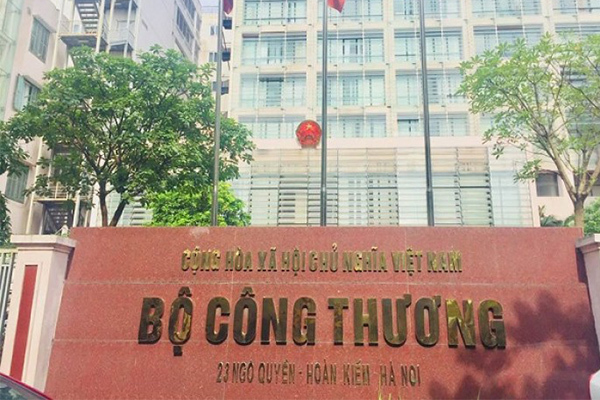 CỘNG HÒA XÃ HỘI CHỦ NGHĨA VIỆT NAM
BỘ CÔNG THƯƠNG
23 NGÔ QUYỀN - HOÀN KIẾM - HÀ NỘI